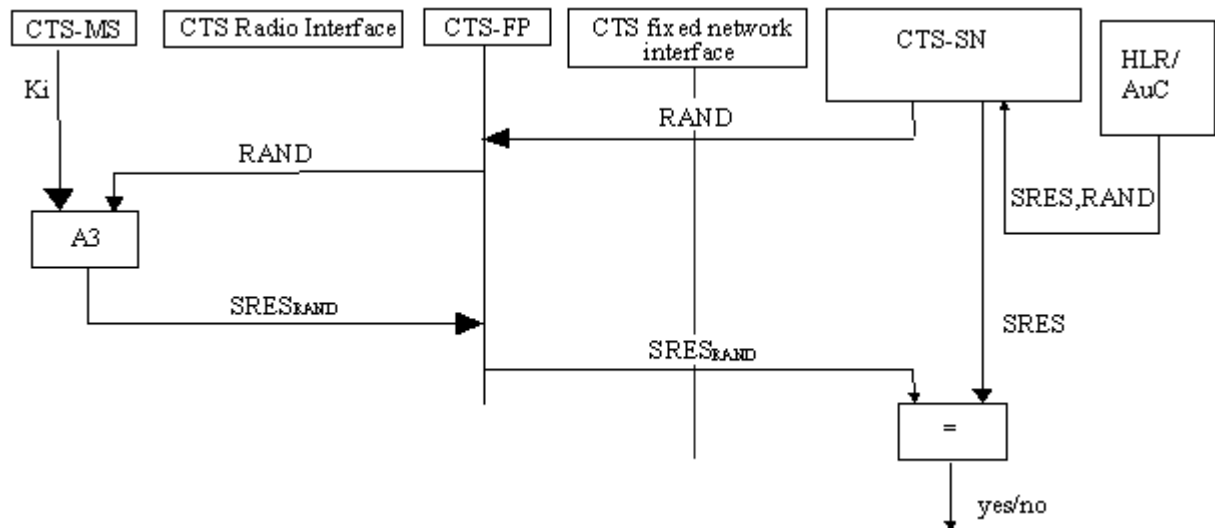 CTS-MS
CTS Radio Interface
CTS-FP
CTS fixed network
interface
CTS-SN
HLR/
AuC
Ki
RAND
RAND
SRES,RAND
A3
SRESRAND
SRES
SRESRAND
=
yes/no